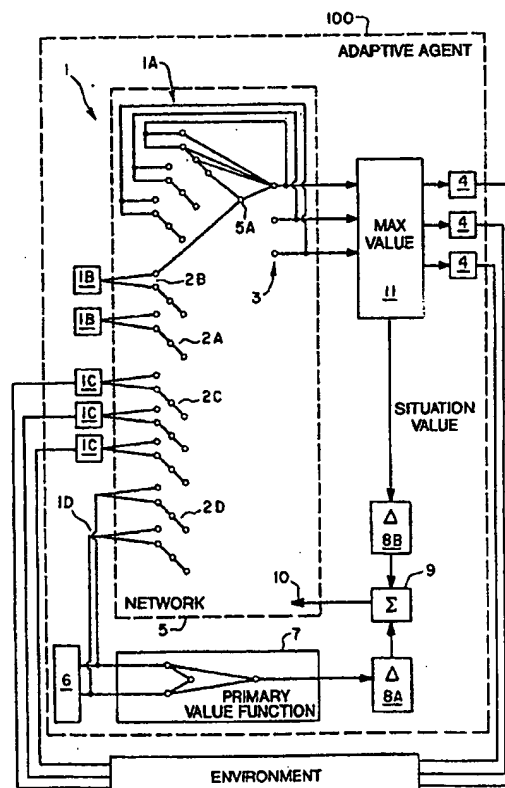 100
ADAPTIVE AGENT
1
1A
5A
3
MAX
VALUE
11
4
4
4
1B
2B
1B
2A
1C
2C
1C
1C
SITUATION
VALUE
1D
2D
Δ
8B
10
9
Σ
NETWORK
5
7
6
PRIMARY
VALUE FUNCTION
Δ
8A
ENVIRONMENT